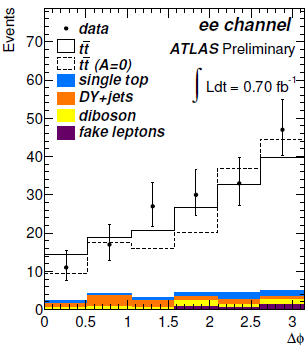 Events
ee channel
ATLAS Preliminary
∫ Ldt = 0.70 fb⁻¹
data
tt̄
tt̄ (A=0)
single top
DY+jets
diboson
fake leptons
70
60
50
40
30
20
10
0
0 0.5 1 1.5 2 2.5 3
Δϕ